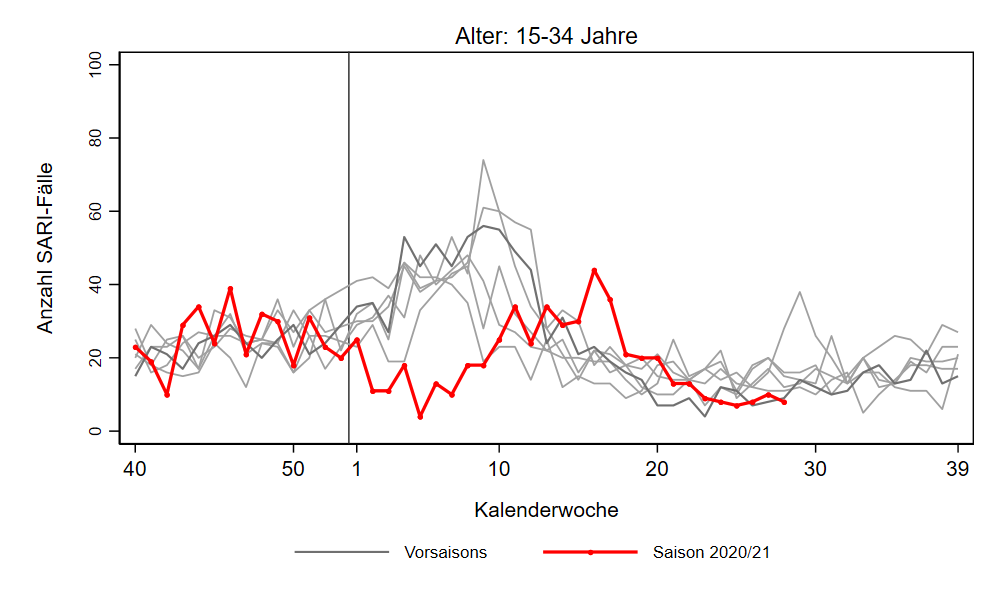 Alter: 15-34 Jahre
Anzahl SARI-Fälle
100
80
60
40
20
0
40 50 1 10 20 30 39
Kalenderwoche
Vorsaisons Saison 2020/21